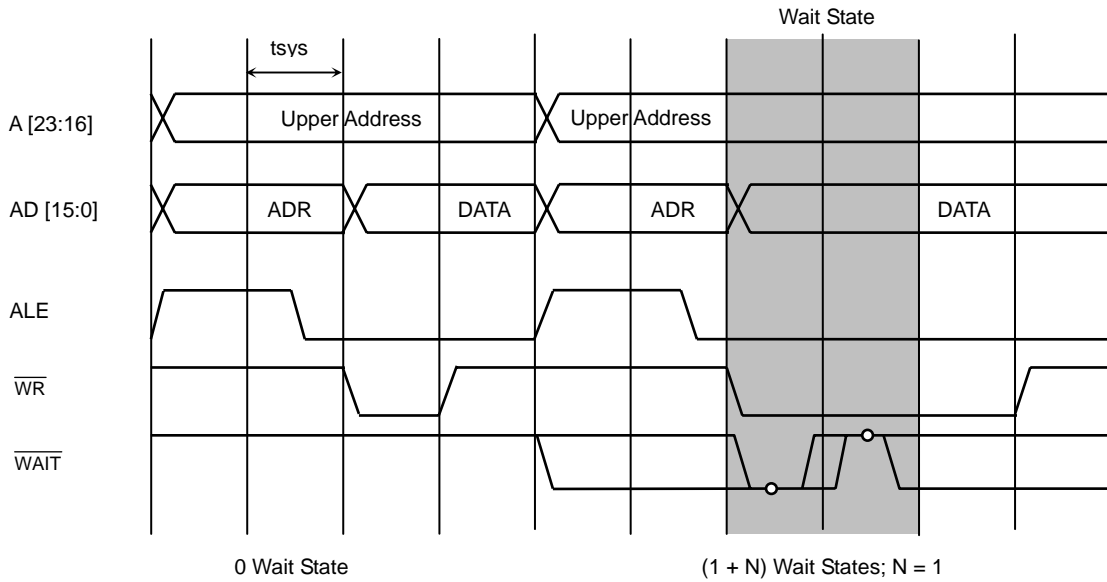 Wait State
tsys
A [23:16]
Upper Address
Upper Address
AD [15:0]
ADR
DATA
ADR
DATA
ALE
WR
WAIT
0 Wait State
(1 + N) Wait States; N = 1